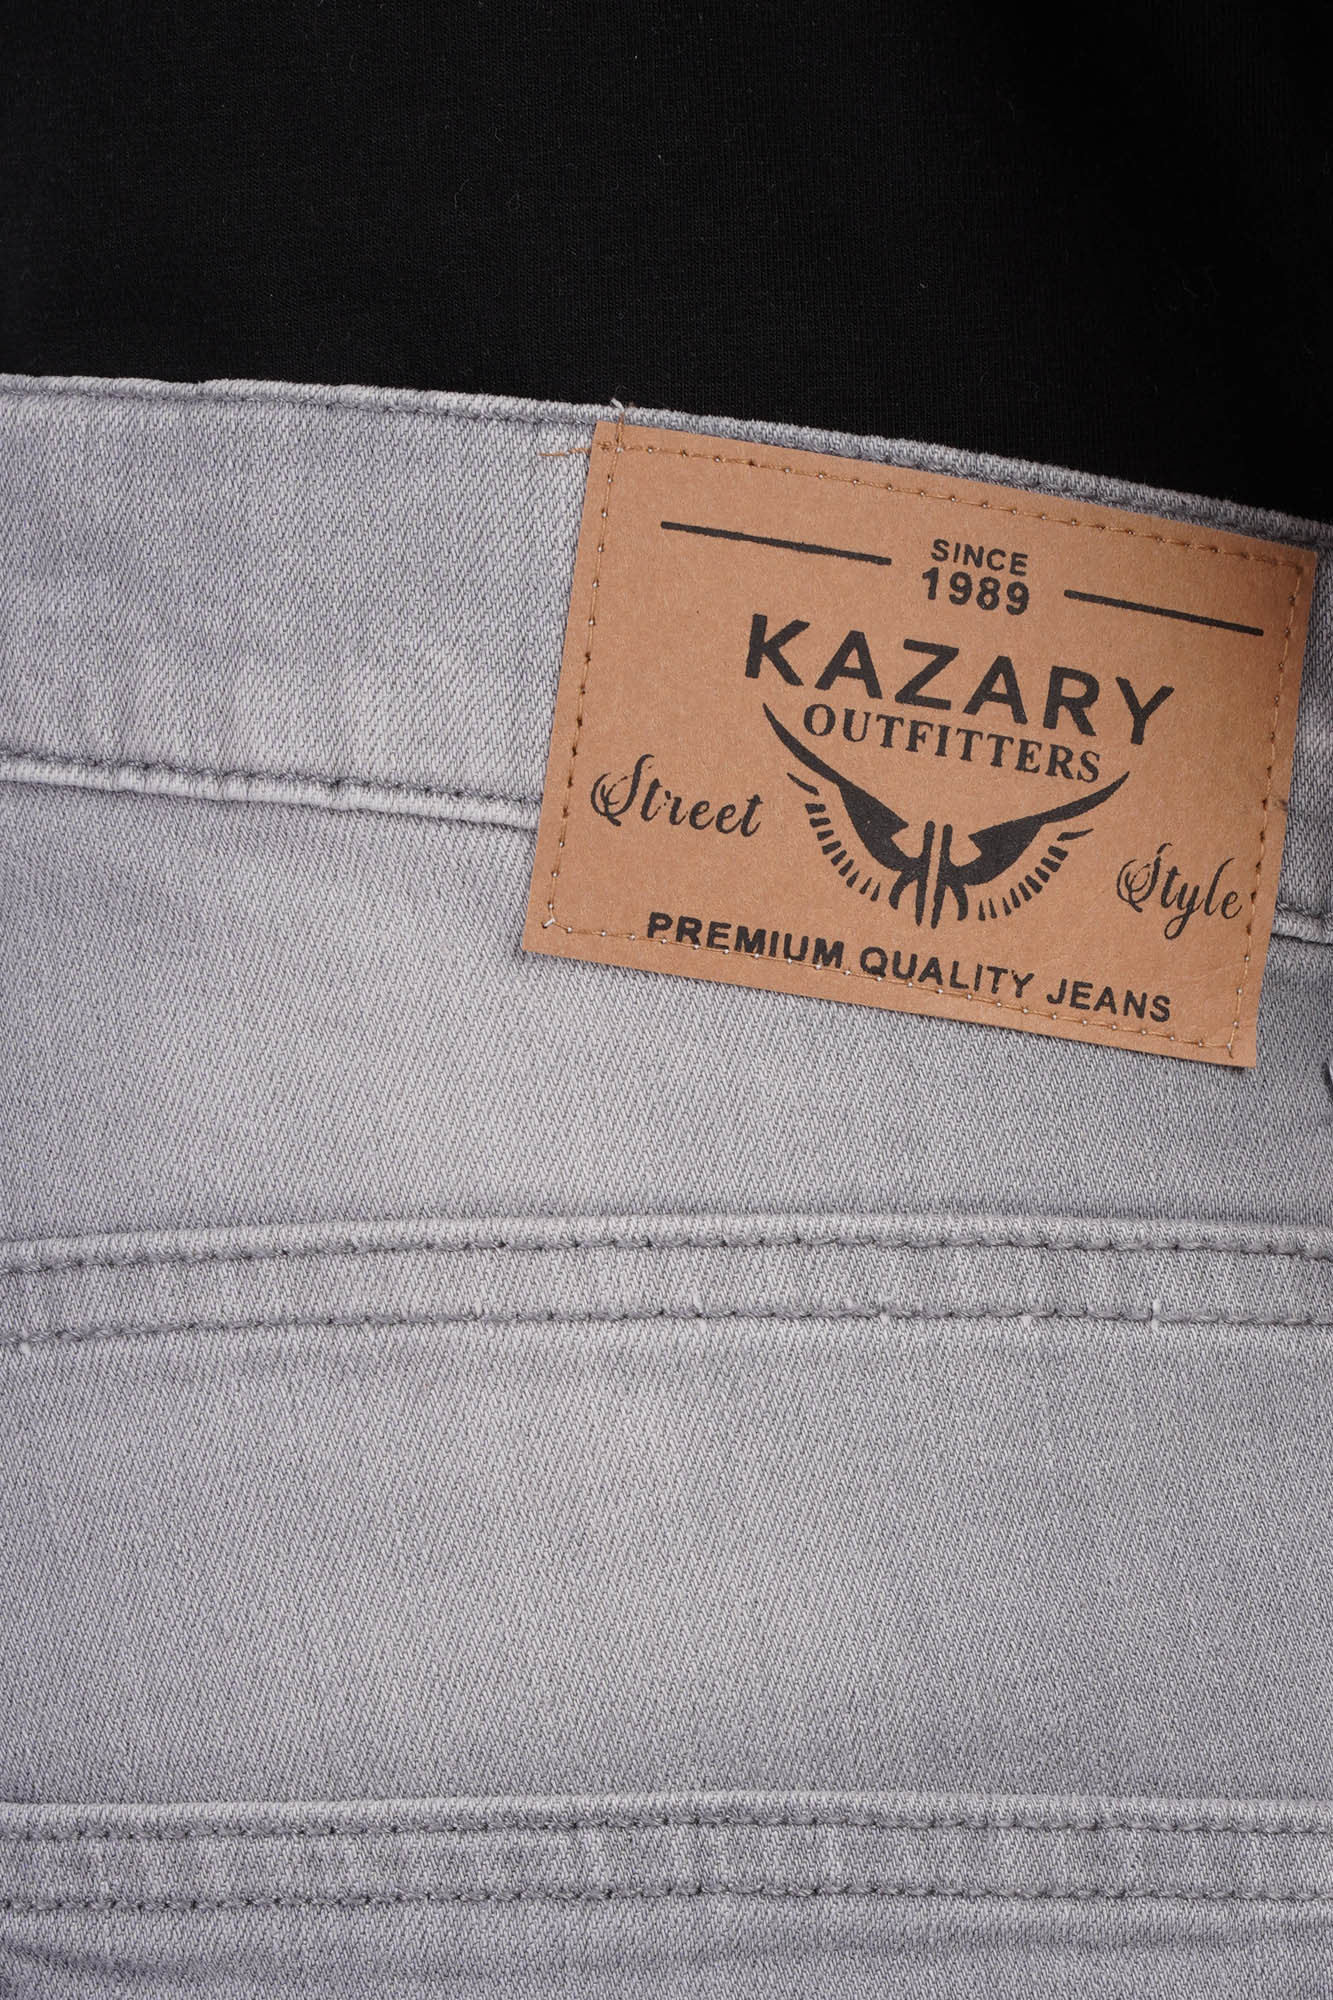 SINCE
1989
KAZARY
OUTFITTERS
Street Style
PREMIUM QUALITY JEANS